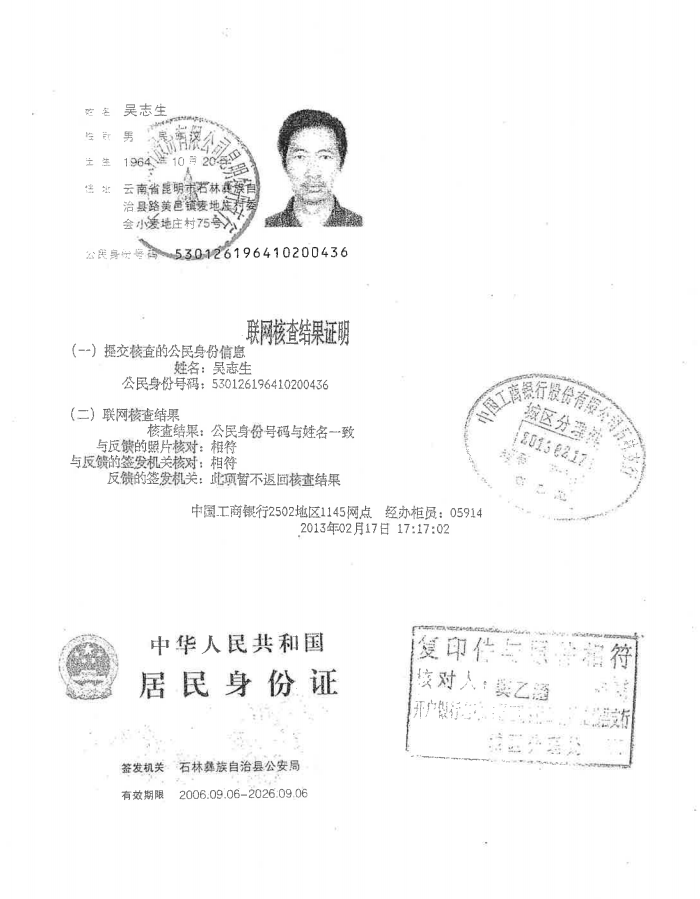 姓名 吴志生
性别 男 民族 汉
出生 1964年10月20日
住址 云南省昆明市石林彝族自
治县路美邑镇麦地庄村委
会小麦地庄村75号
公民身份号码 530126196410200436
联网核查结果证明
(一) 提交核查的公民身份信息
姓名: 吴志生
公民身份号码: 530126196410200436
(二) 联网核查结果
核查结果: 公民身份号码与姓名一致
与反馈的照片核对: 相符
与反馈的签发机关核对: 相符
反馈的签发机关: 此项暂不返回核查结果
中国工商银行2502地区1145网点 经办柜员: 05914
2013年02月17日 17:17:02
中国工商银行股份有限公司
城区分理处
2013.02.17
中华人民共和国
居民身份证
签发机关 石林彝族自治县公安局
有效期限 2006.09.06-2026.09.06
复印件与原件相符
核对人:
开户银行
城区分理处